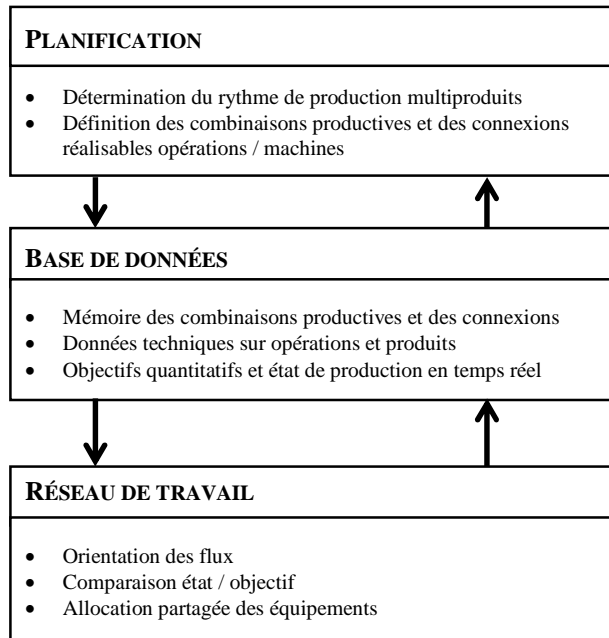 PLANIFICATION
• Détermination du rythme de production multiproduits
• Définition des combinaisons productives et des connexions
réalisables opérations / machines
BASE DE DONNÉES
• Mémoire des combinaisons productives et des connexions
• Données techniques sur opérations et produits
• Objectifs quantitatifs et état de production en temps réel
RÉSEAU DE TRAVAIL
• Orientation des flux
• Comparaison état / objectif
• Allocation partagée des équipements